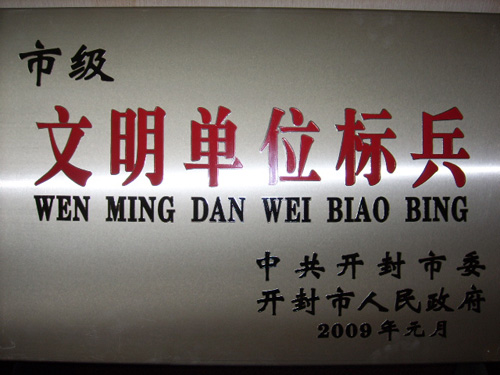 市级
文明单位标兵
WEN MING DAN WEI BIAO BING
中共开封市委
开封市人民政府
2009年元月